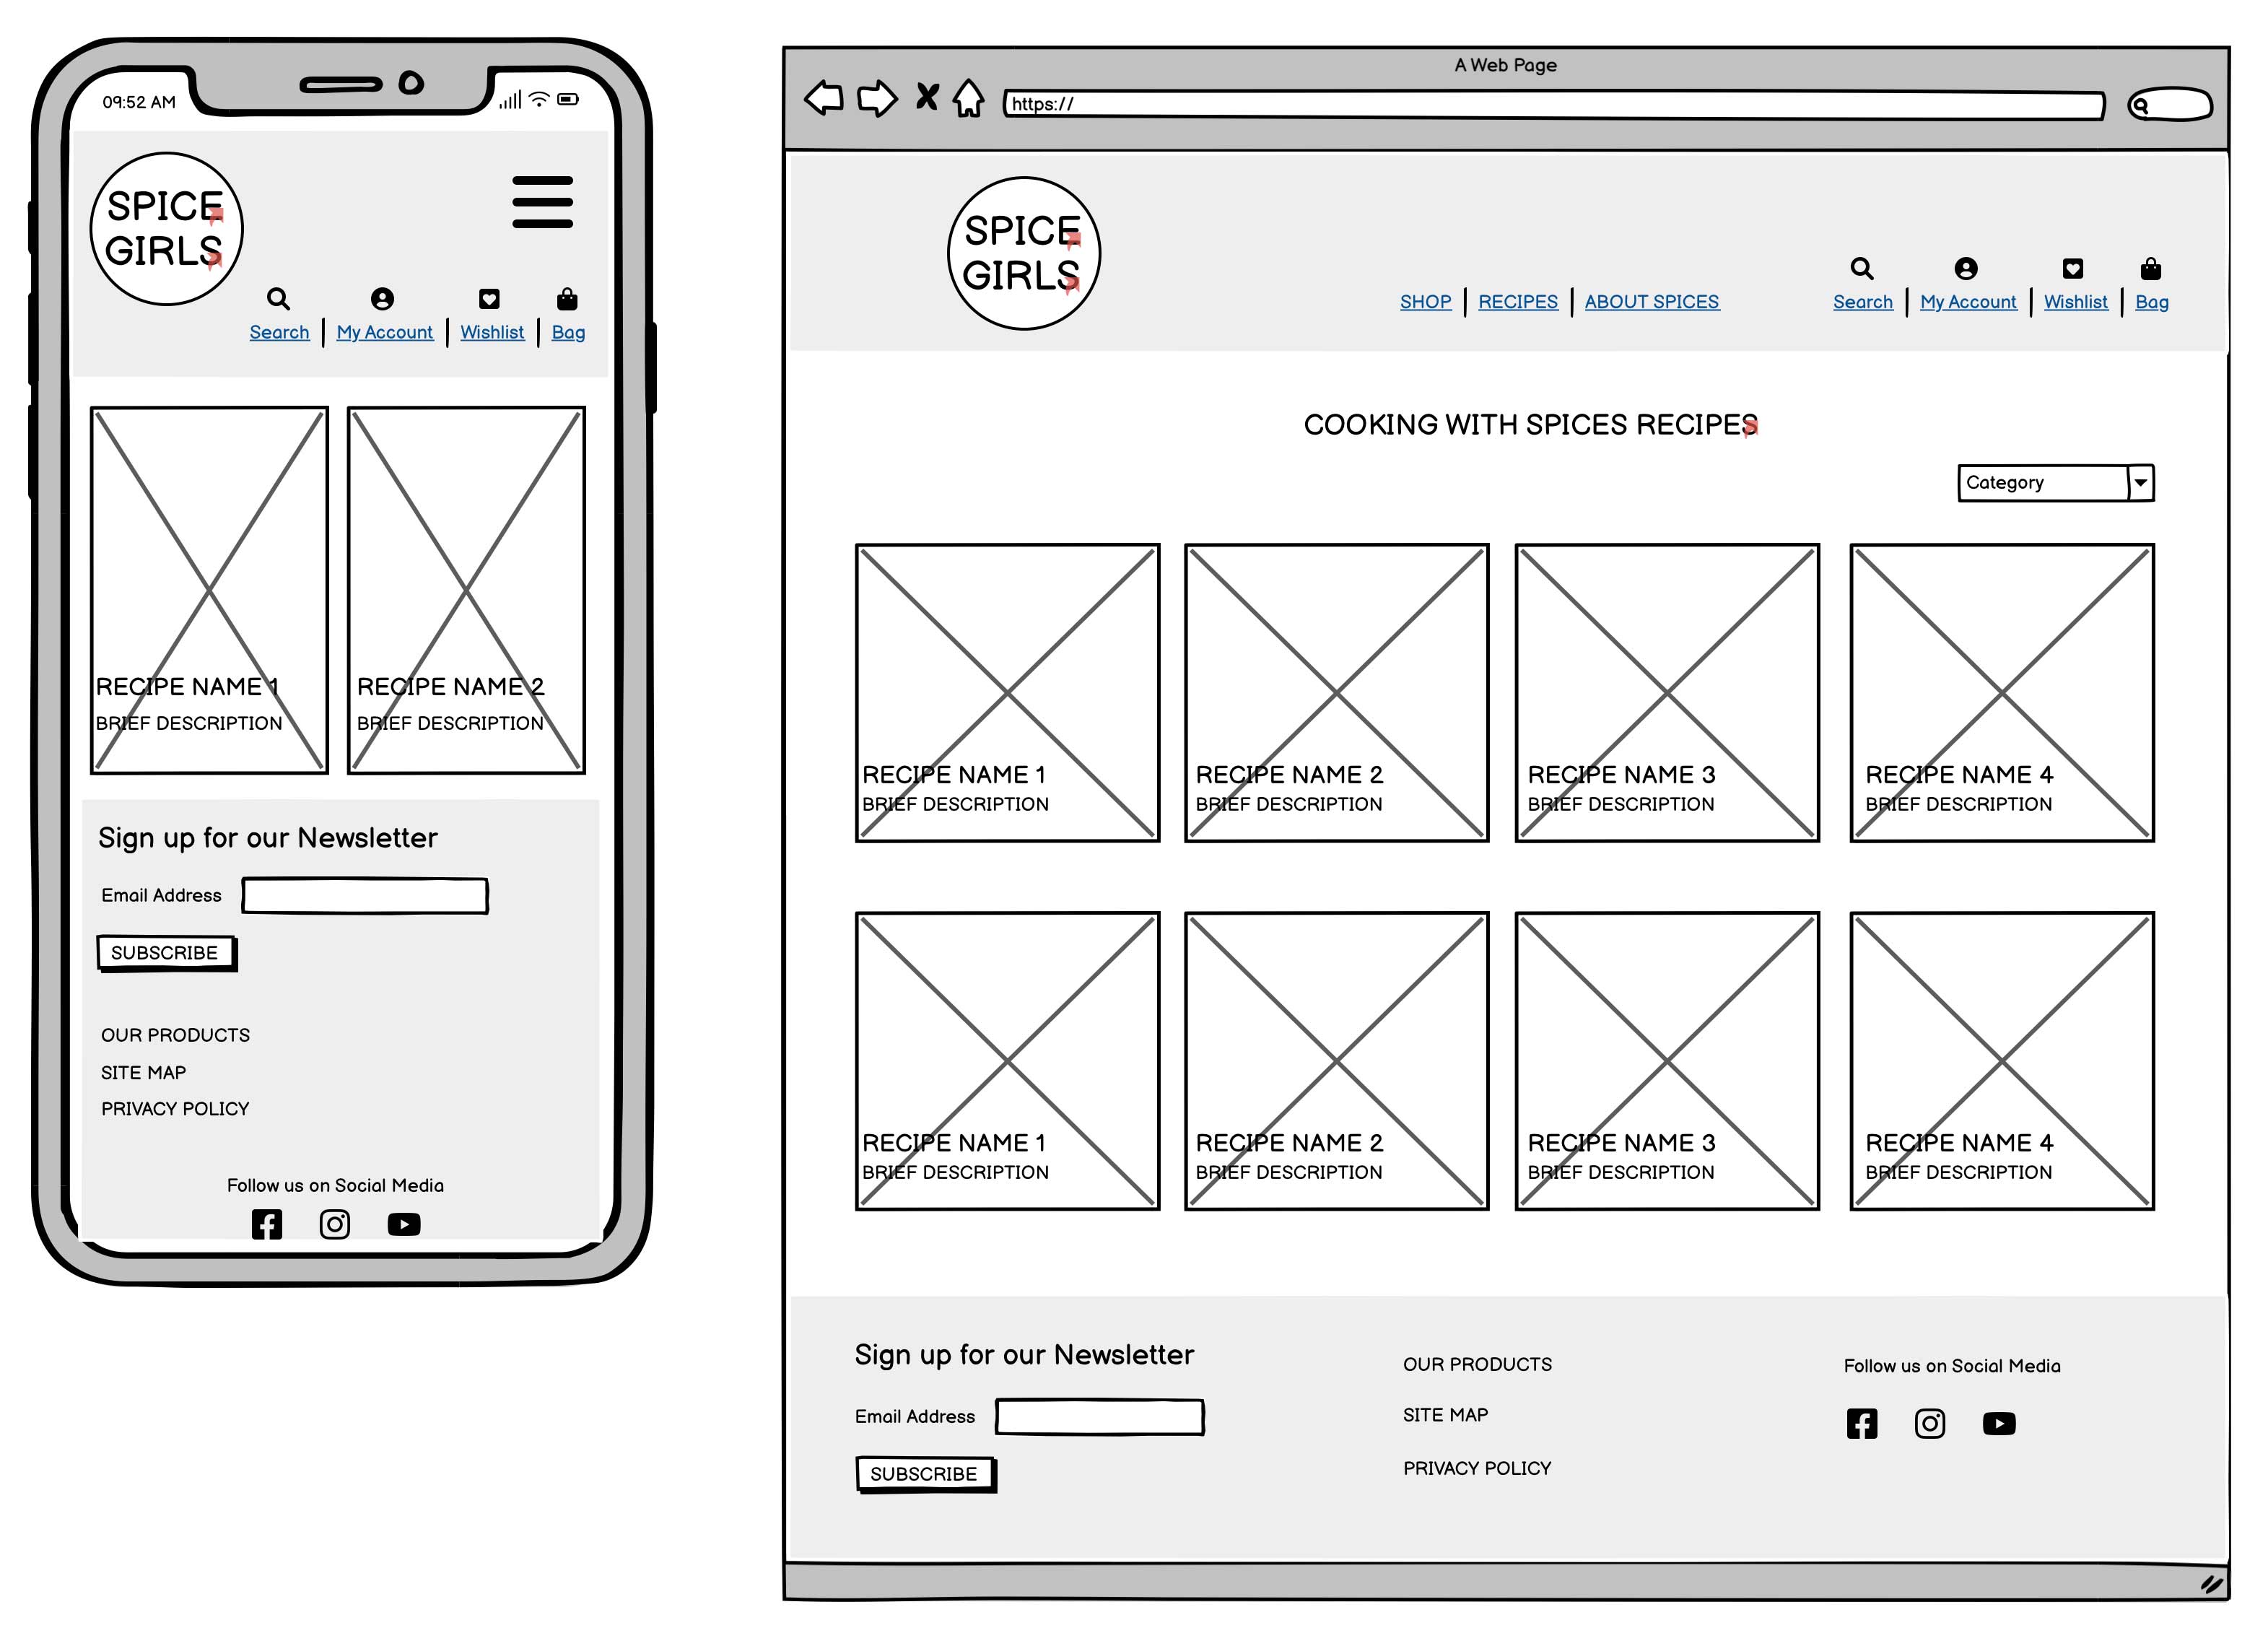 09:52 AM
SPICE
GIRLS
Search My Account Wishlist Bag
RECIPE NAME 1 RECIPE NAME 2
BRIEF DESCRIPTION BRIEF DESCRIPTION
Sign up for our Newsletter
Email Address
SUBSCRIBE
OUR PRODUCTS
SITE MAP
PRIVACY POLICY
Follow us on Social Media
A Web Page
https://
SPICE
GIRLS
SHOP RECIPES ABOUT SPICES Search My Account Wishlist Bag
COOKING WITH SPICES RECIPES
Category
RECIPE NAME 1 RECIPE NAME 2 RECIPE NAME 3 RECIPE NAME 4
BRIEF DESCRIPTION BRIEF DESCRIPTION BRIEF DESCRIPTION BRIEF DESCRIPTION
RECIPE NAME 1 RECIPE NAME 2 RECIPE NAME 3 RECIPE NAME 4
BRIEF DESCRIPTION BRIEF DESCRIPTION BRIEF DESCRIPTION BRIEF DESCRIPTION
Sign up for our Newsletter
Email Address
SUBSCRIBE
OUR PRODUCTS
SITE MAP
PRIVACY POLICY
Follow us on Social Media